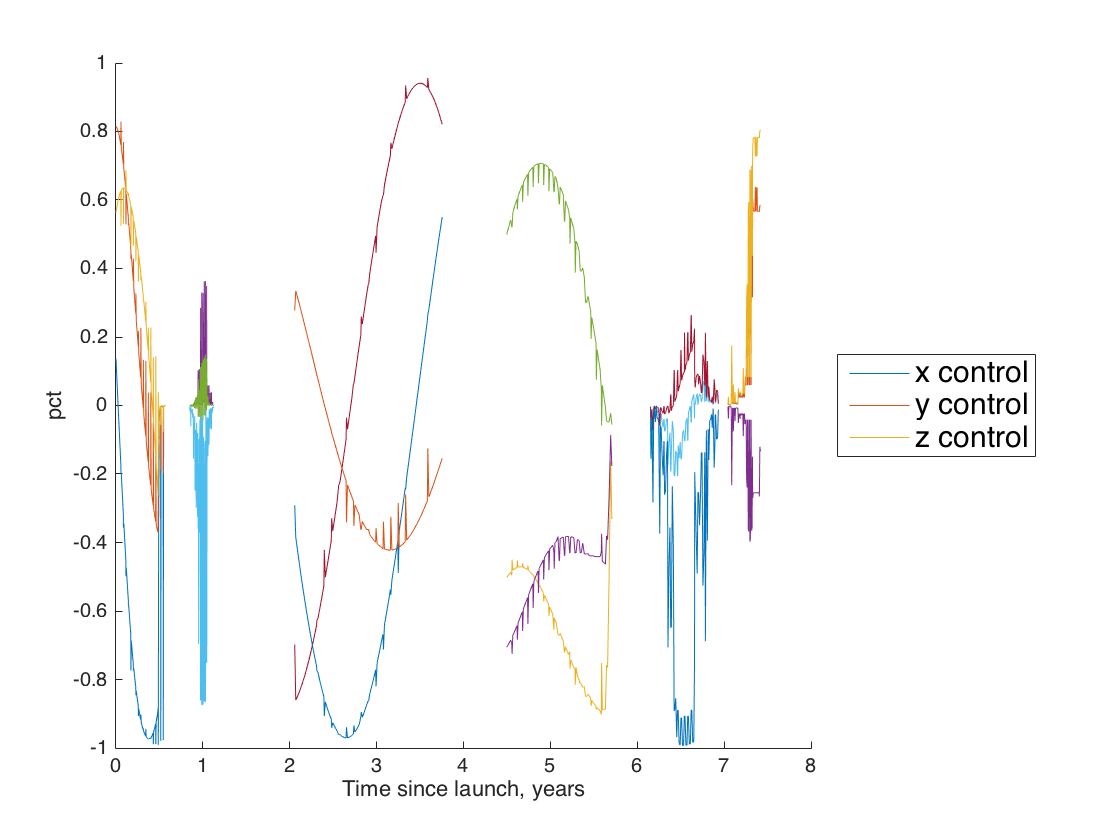 1
0.8
0.6
0.4
0.2
0
-0.2
-0.4
-0.6
-0.8
-1
pct
0 1 2 3 4 5 6 7 8
Time since launch, years
x control
y control
z control